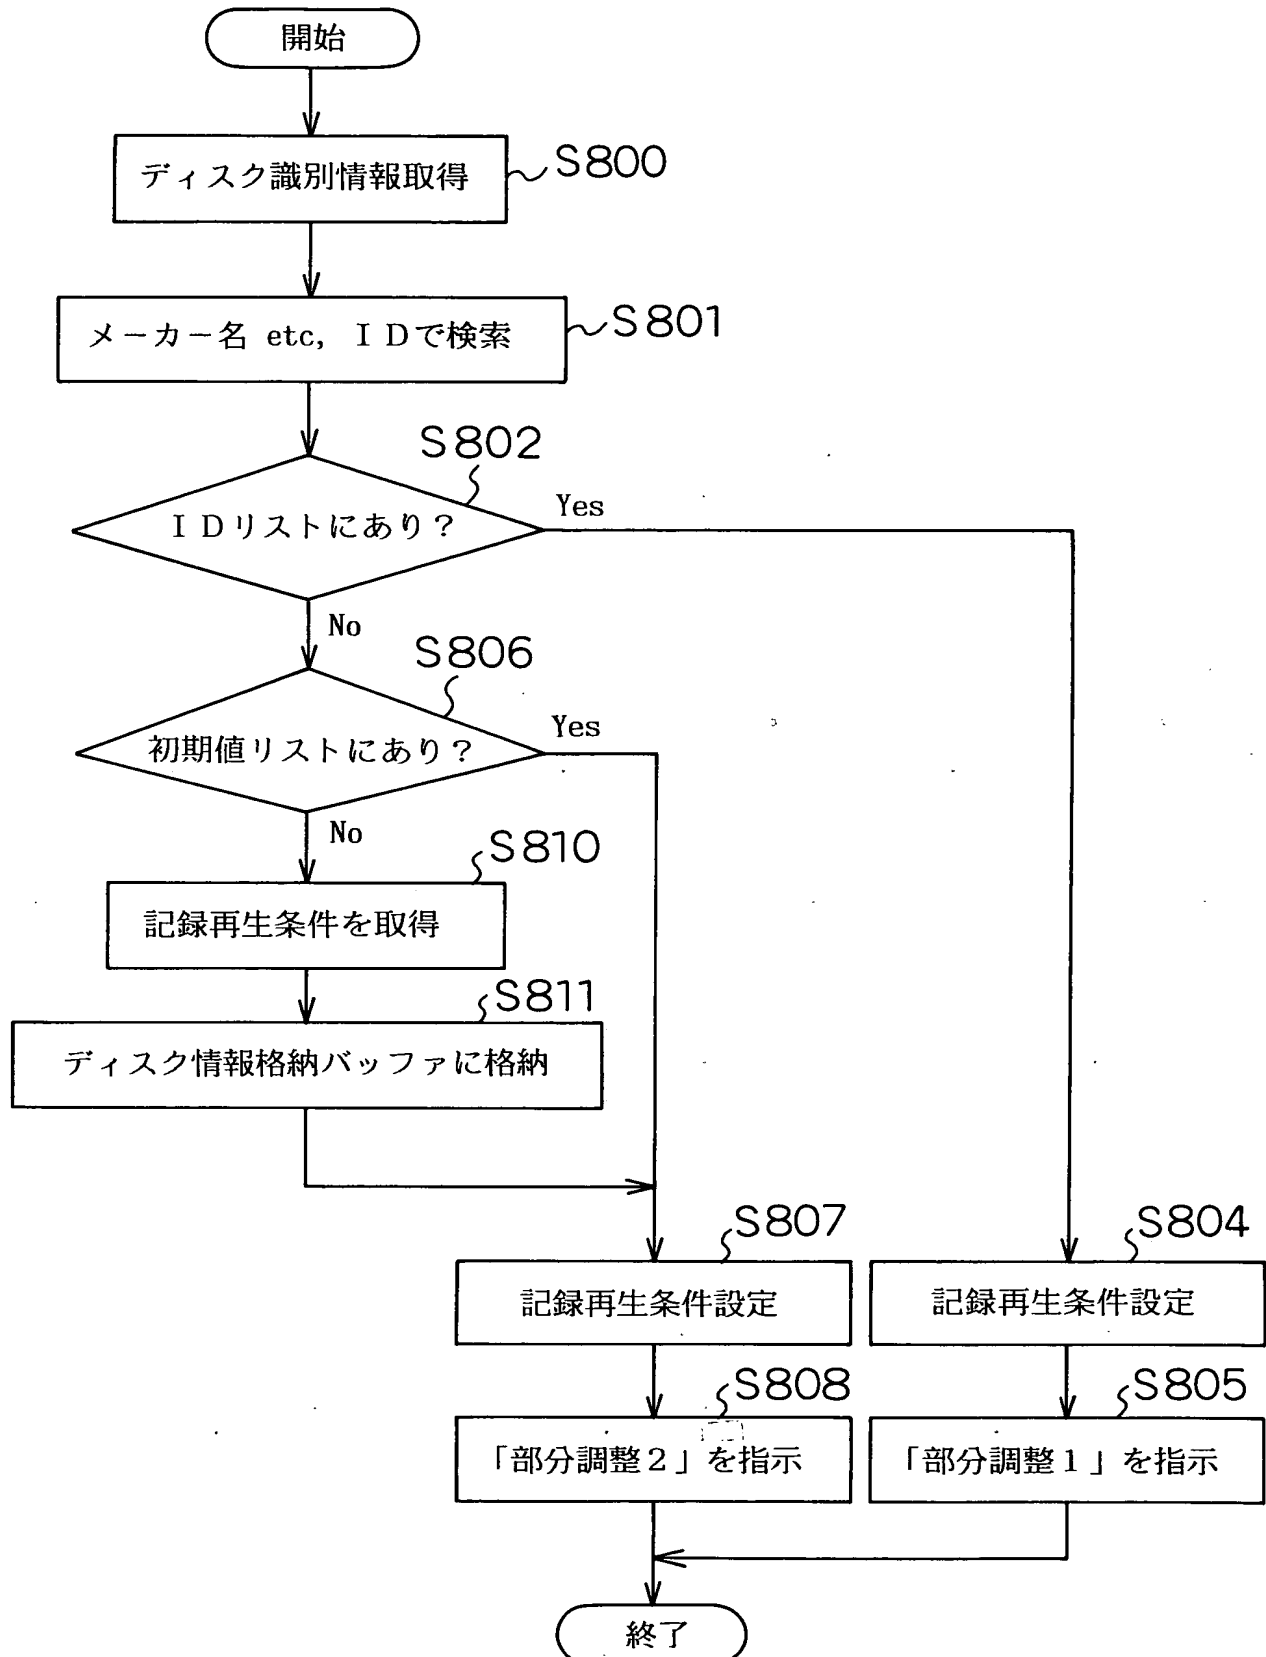 開始
ディスク識別情報取得
S800
メーカー名 etc, IDで検索
S801
S802
IDリストにあり?
Yes
No
S806
初期値リストにあり?
Yes
No
S810
記録再生条件を取得
S811
ディスク情報格納バッファに格納
S807
記録再生条件設定
S804
記録再生条件設定
S808
「部分調整2」を指示
S805
「部分調整1」を指示
終了